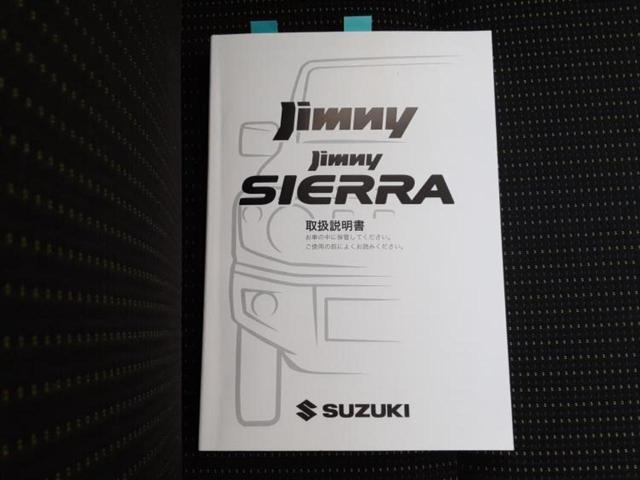 Jimny
Jimny
SIERRA
取扱説明書
お車の中に保管してください。
ご使用の前によくお読みください。
SUZUKI